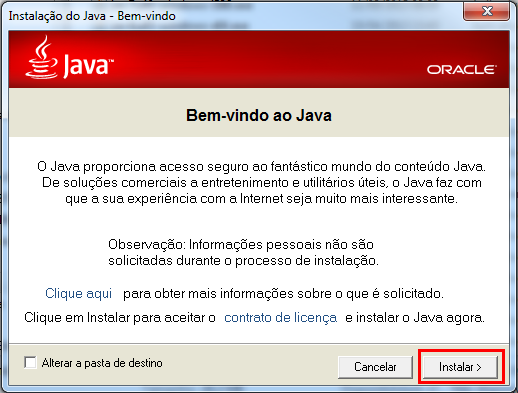 Instalação do Java - Bem-vindo
Java™
ORACLE®
Bem-vindo ao Java
O Java proporciona acesso seguro ao fantástico mundo do conteúdo Java.
De soluções comerciais a entretenimento e utilitários úteis, o Java faz com
que a sua experiência com a Internet seja muito mais interessante.
Observação: Informações pessoais não são
solicitadas durante o processo de instalação.
Clique aqui para obter mais informações sobre o que é solicitado.
Clique em Instalar para aceitar o contrato de licença e instalar o Java agora.
Alterar a pasta de destino
Cancelar
Instalar >